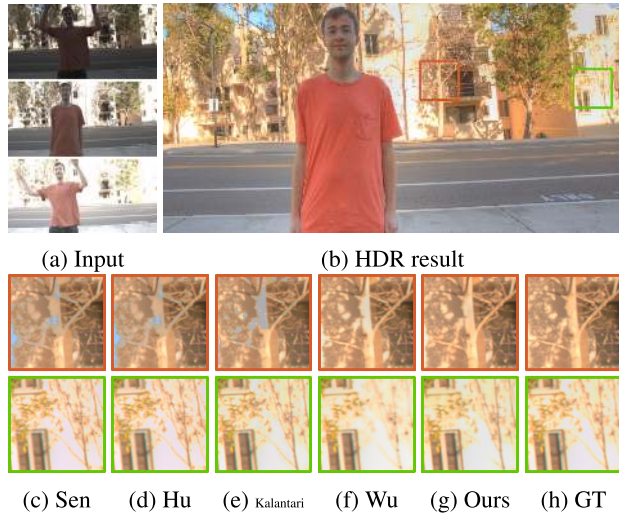 (a) Input
(b) HDR result
(c) Sen
(d) Hu
(e) Kalantari
(f) Wu
(g) Ours
(h) GT